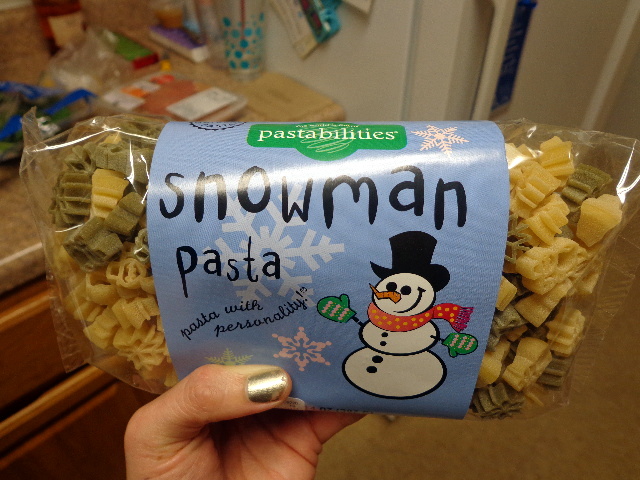 pastabilities®
snowman
pasta
pasta with
personality!®